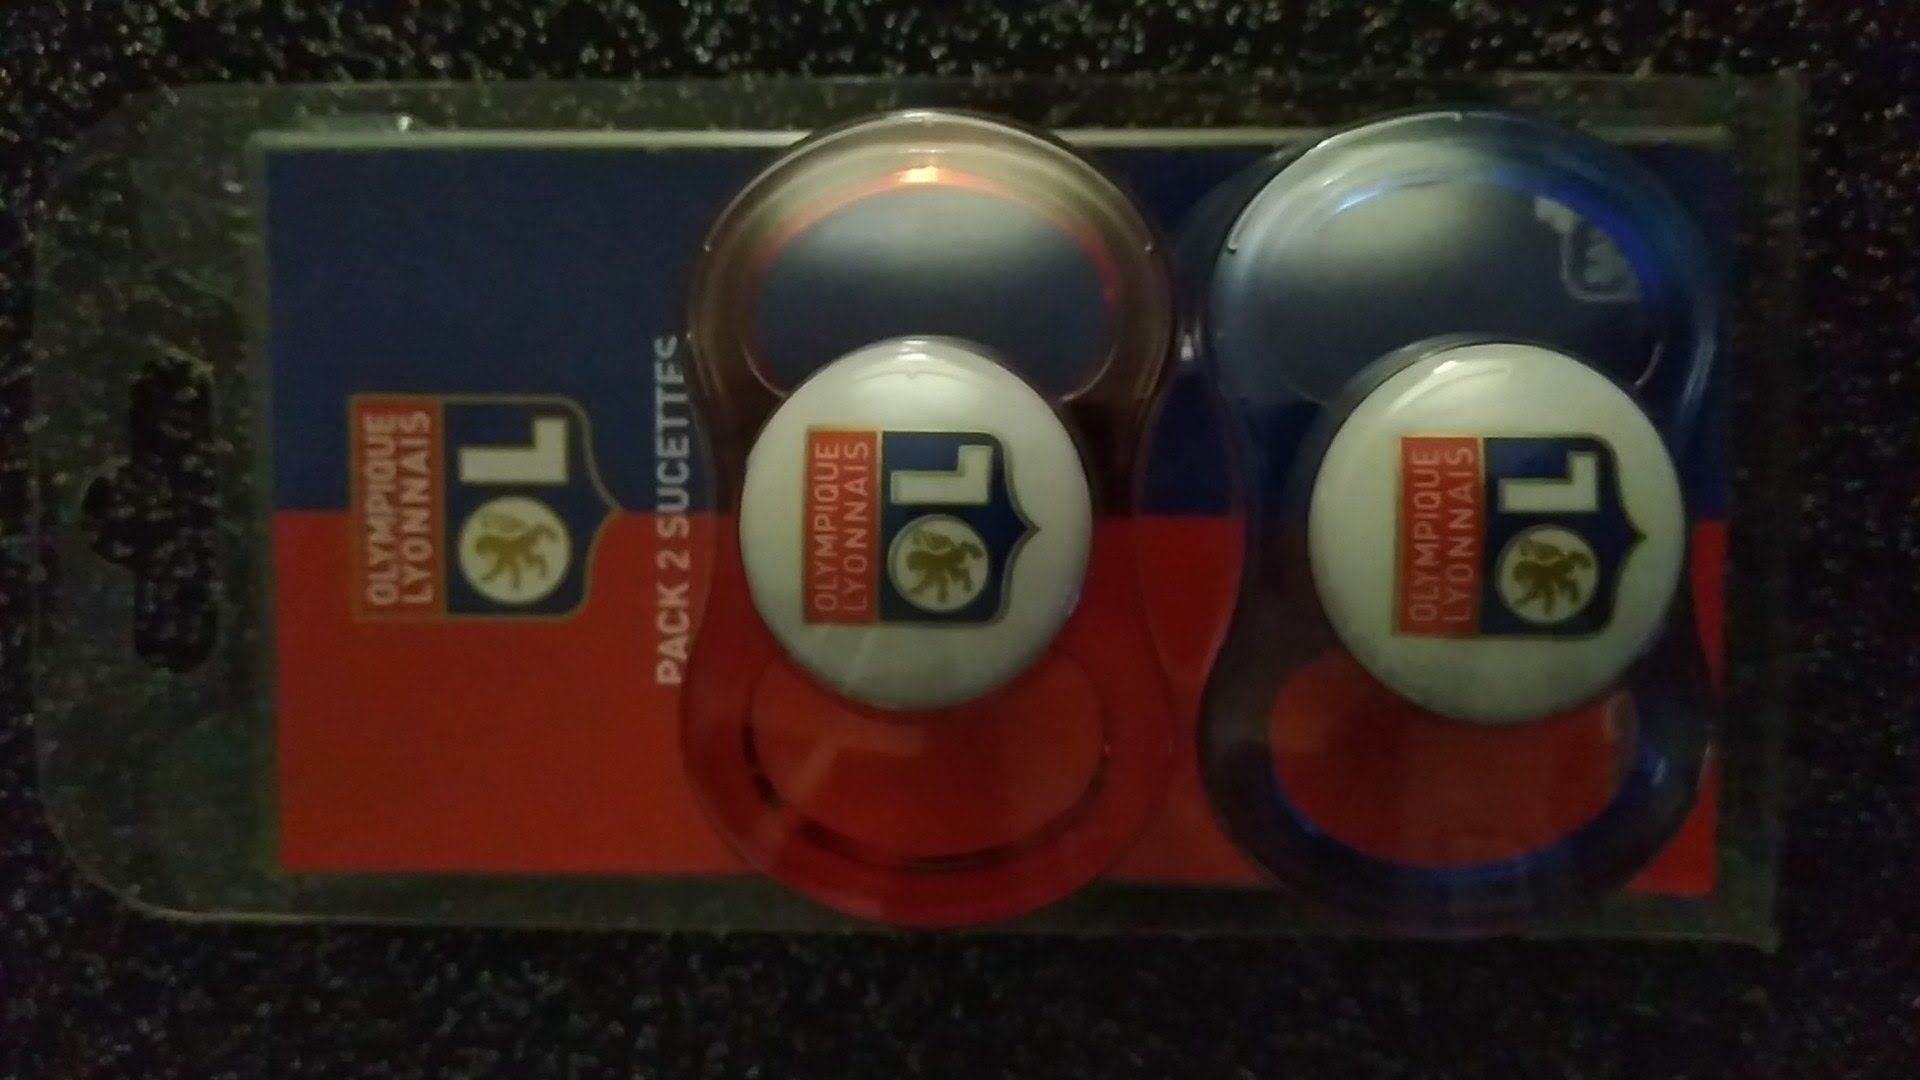 OLYMPIQUE
LYONNAIS
OL
PACK 2 SUCETTES
OLYMPIQUE
LYONNAIS
OL
OLYMPIQUE
LYONNAIS
OL